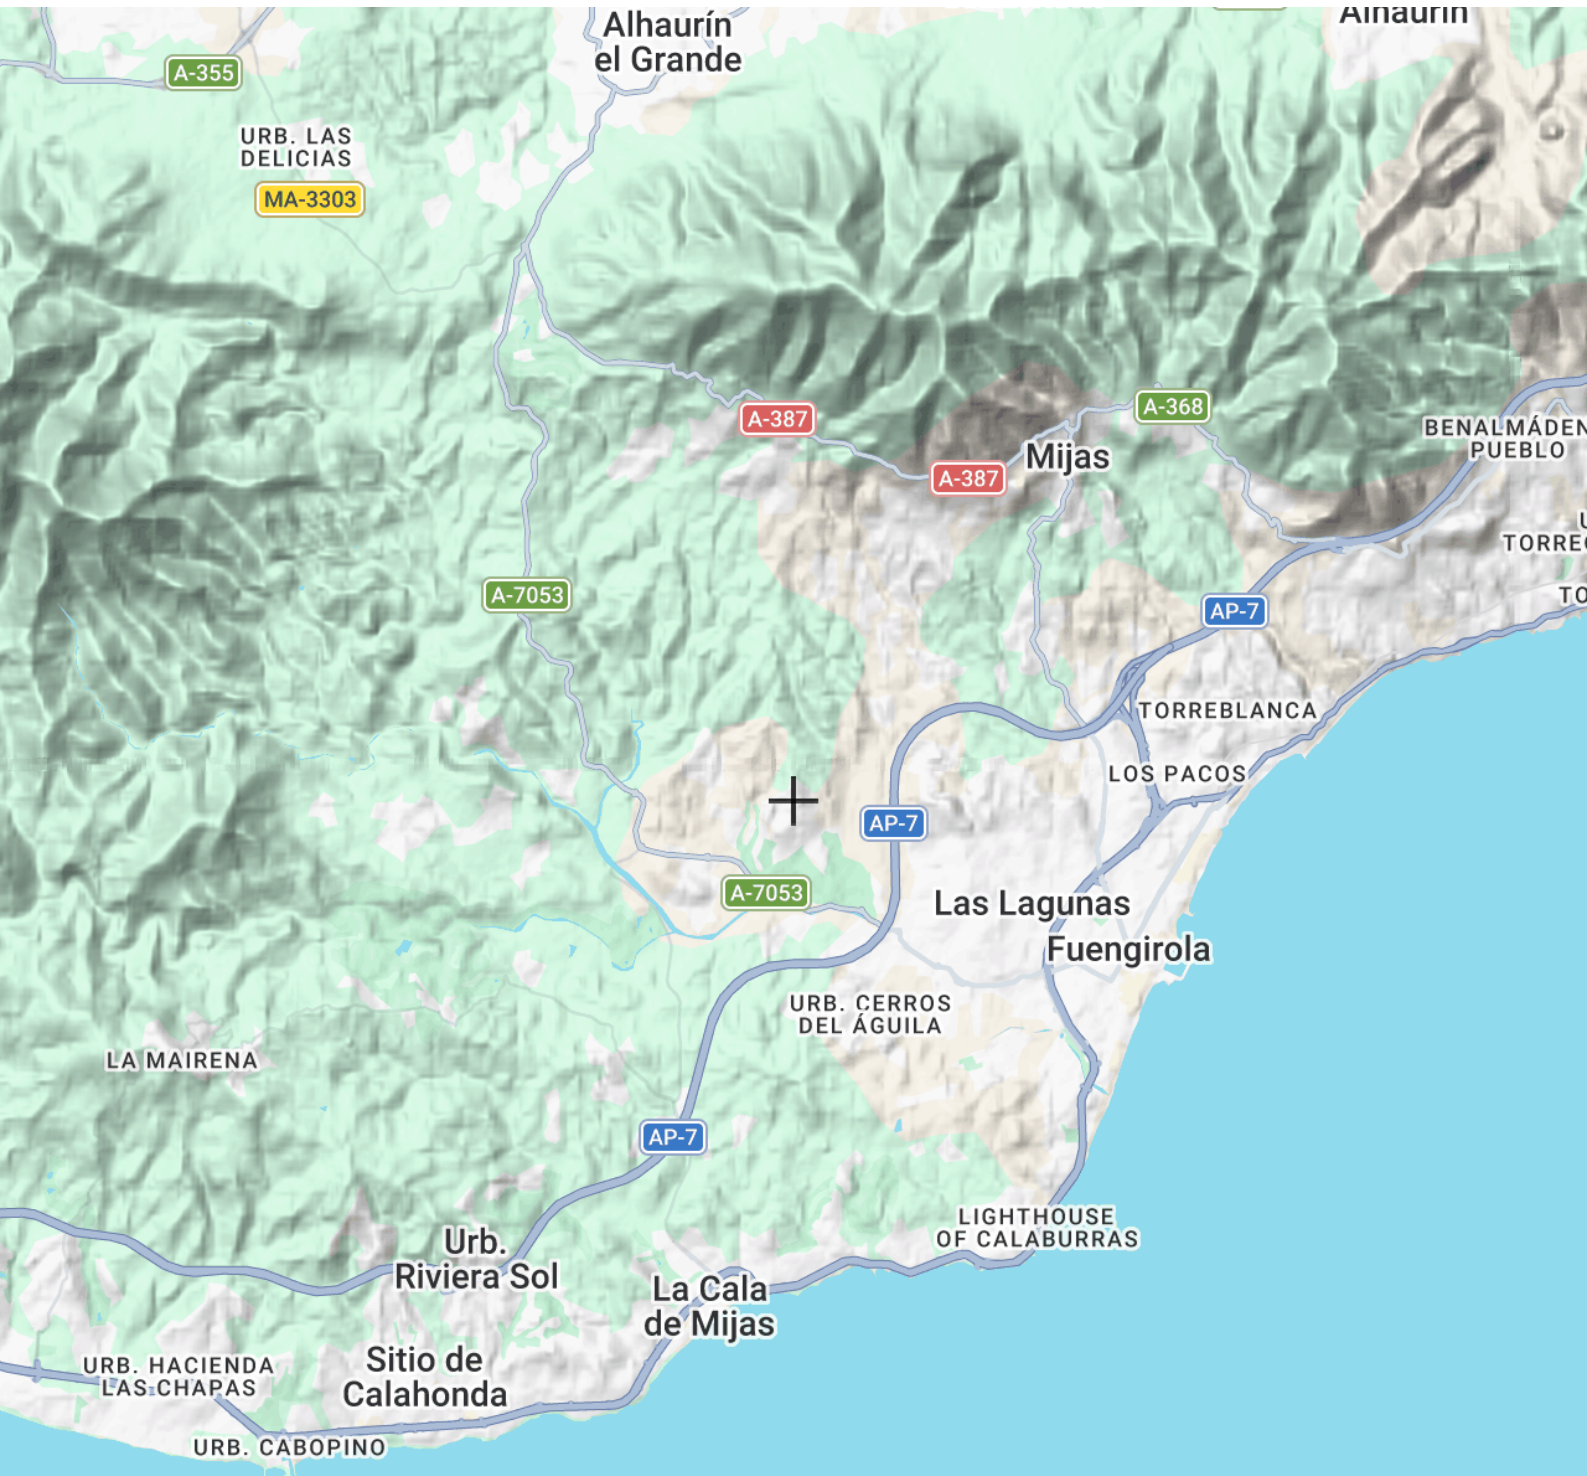 Alhaurín
el Grande
Alhaurín
A-355
URB. LAS
DELICIAS
MA-3303
A-387
A-368
BENALMÁDEN
PUEBLO
Mijas
A-387
TORRE
A-7053
TO
AP-7
TORREBLANCA
LOS PACOS
AP-7
A-7053
Las Lagunas
Fuengirola
URB. CERROS
DEL ÁGUILA
LA MAIRENA
AP-7
LIGHTHOUSE
OF CALABURRAS
Urb.
Riviera Sol
La Cala
de Mijas
URB. HACIENDA
LAS CHAPAS
Sitio de
Calahonda
URB. CABOPINO